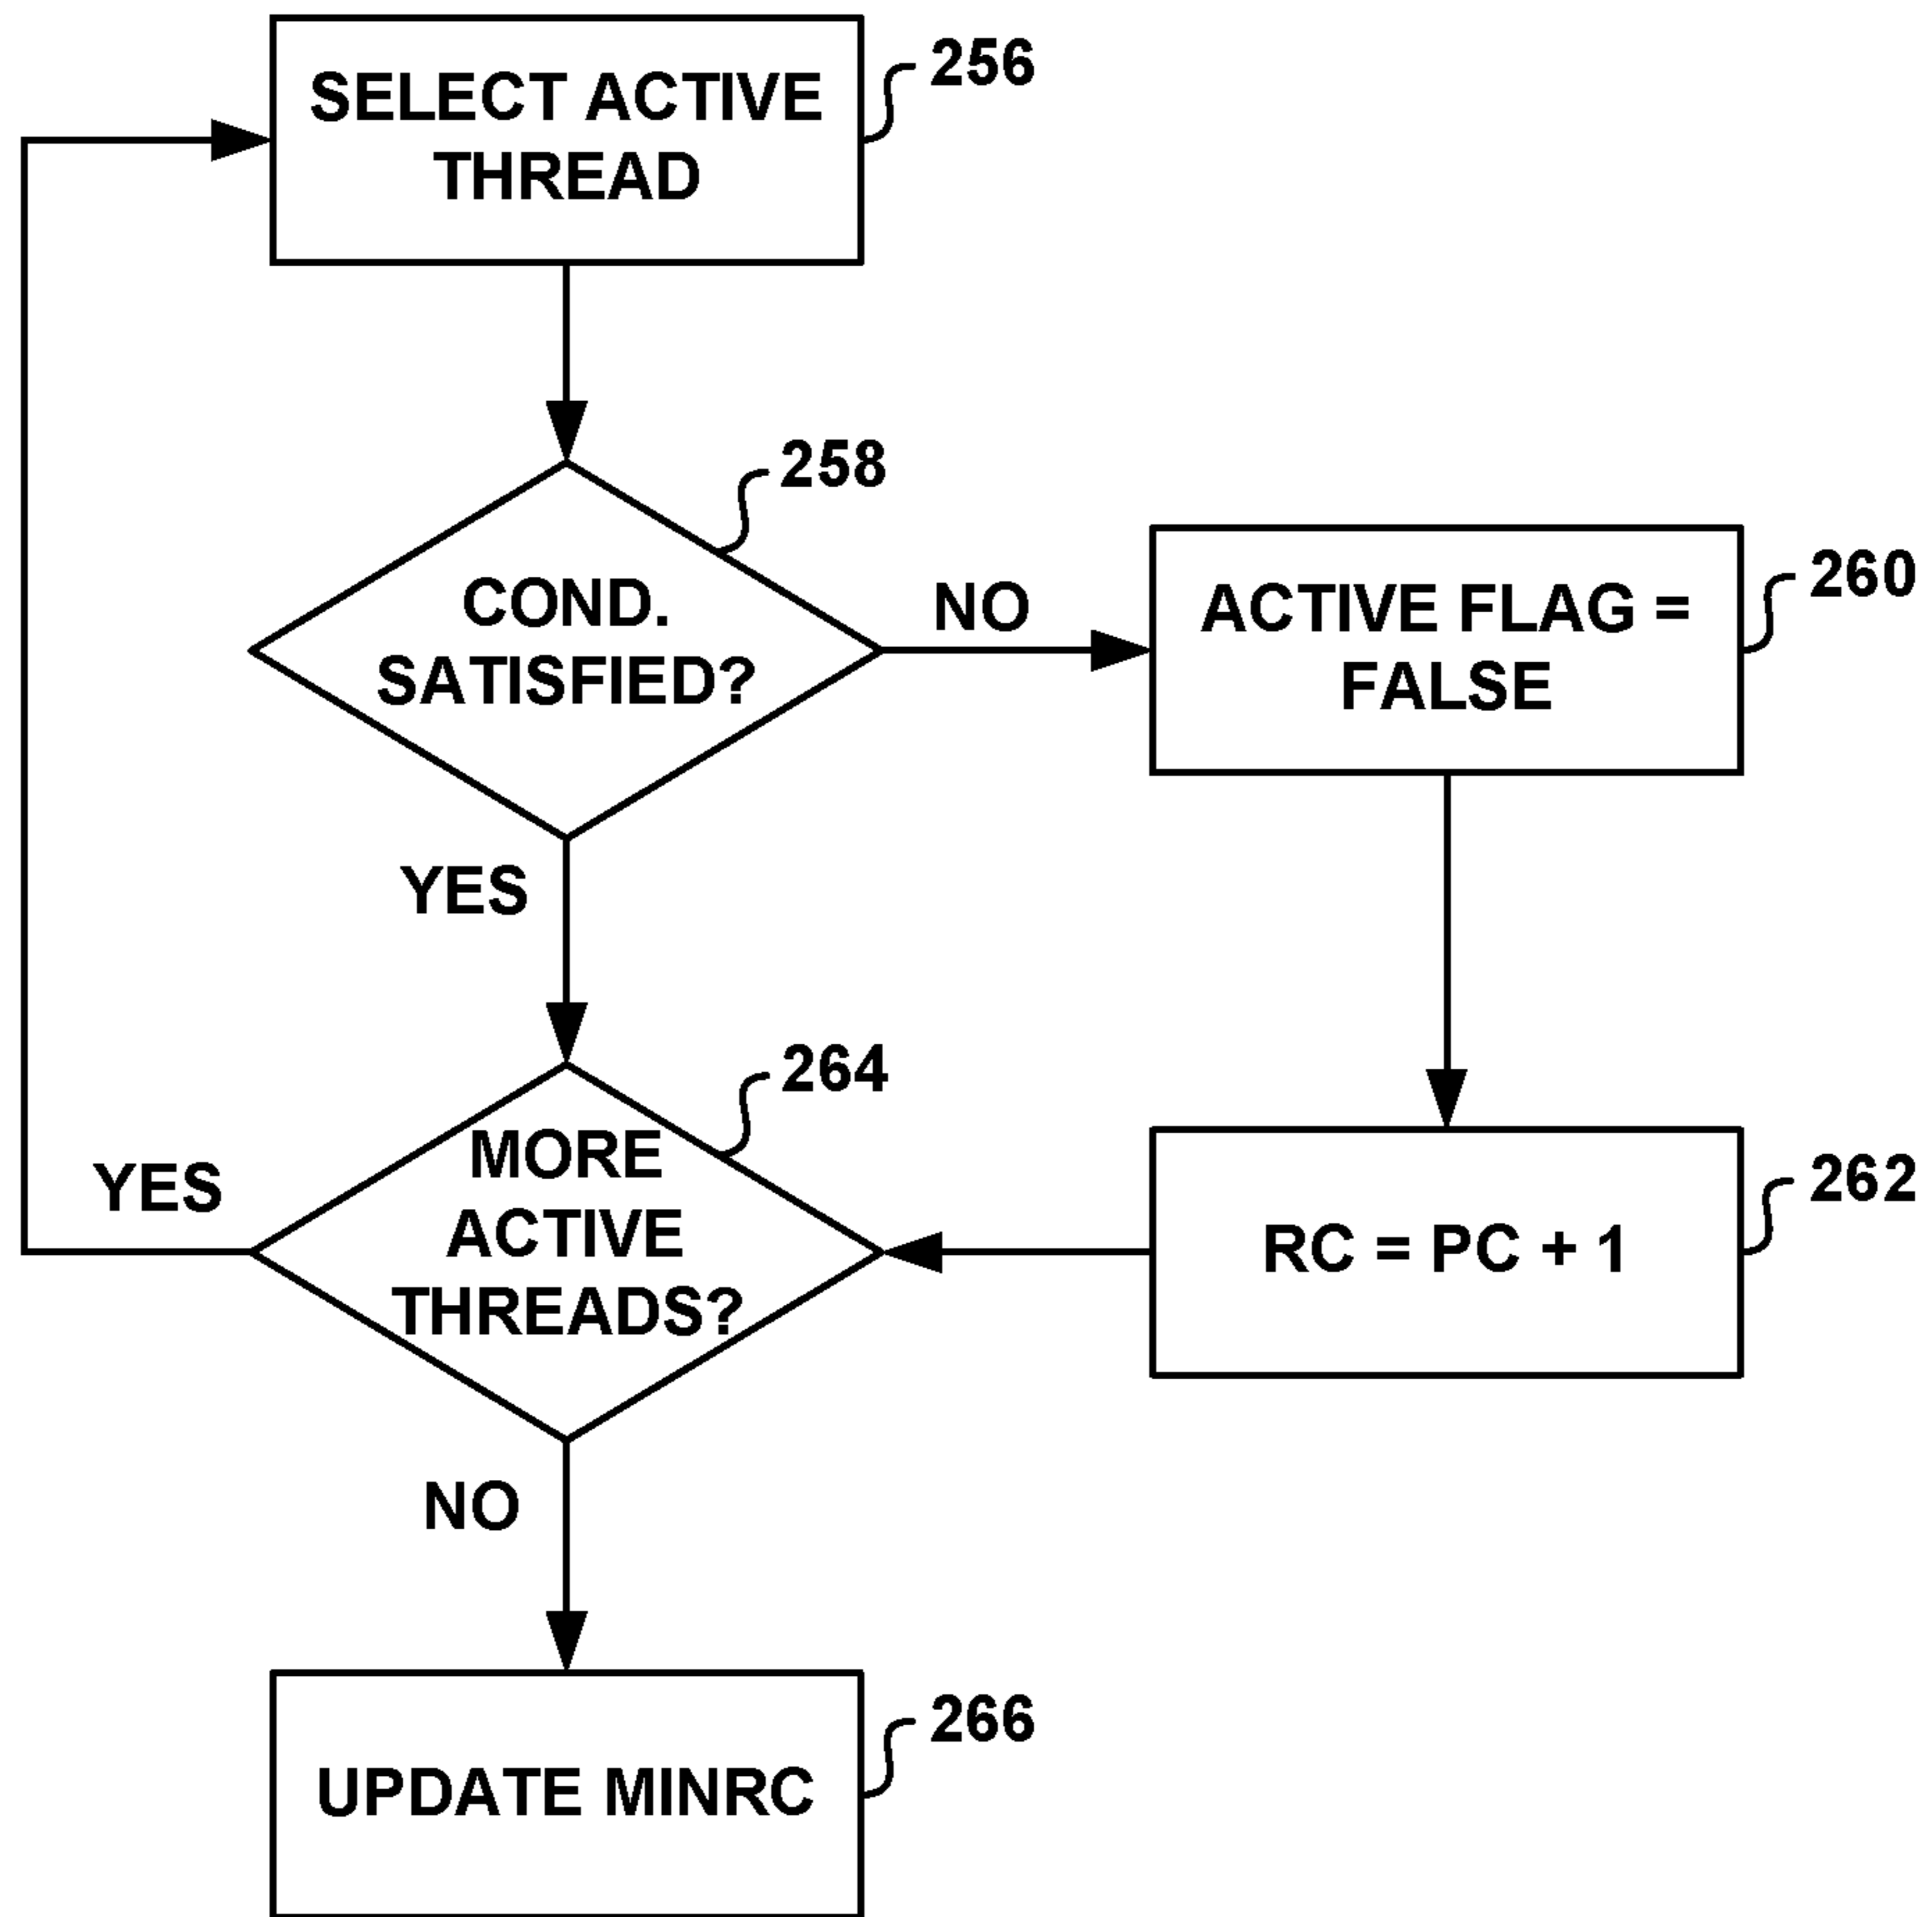 SELECT ACTIVE
THREAD
256
258
COND.
SATISFIED?
NO
ACTIVE FLAG =
FALSE
260
YES
264
MORE
ACTIVE
THREADS?
YES
RC = PC + 1
262
NO
266
UPDATE MINRC